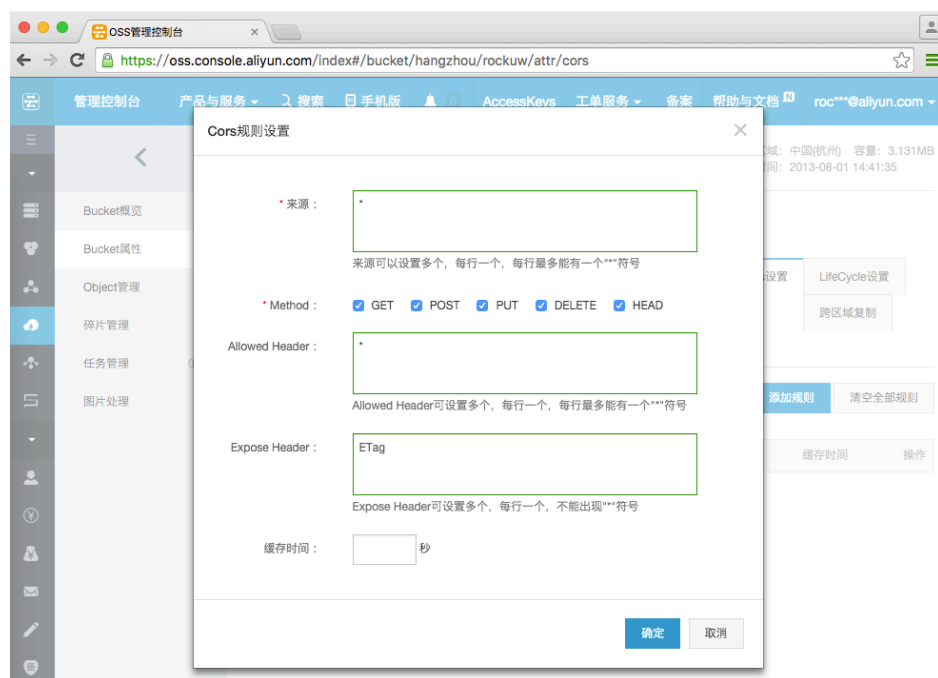 OSS管理控制台
https://oss.console.aliyun.com/index#/bucket/hangzhou/rockuw/attr/cors
管理控制台 产品与服务 搜索 手机版 0 AccessKeys 工单服务 备案 帮助与文档 N roc***@aliyun.com
Cors规则设置
域: 中国(杭州) 容量: 3.131MB
间: 2013-08-01 14:41:35
Bucket概览
Bucket属性
Object管理
碎片管理
任务管理 0
图片处理
* 来源:
*
来源可以设置多个,每行一个,每行最多能有一个"*"符号
* Method: GET POST PUT DELETE HEAD
Allowed Header:
*
Allowed Header可设置多个,每行一个,每行最多能有一个"*"符号
Expose Header:
ETag
Expose Header可设置多个,每行一个,不能出现"*"符号
缓存时间: 秒
确定 取消
设置 LifeCycle设置
跨区域复制
添加规则 清空全部规则
缓存时间 操作